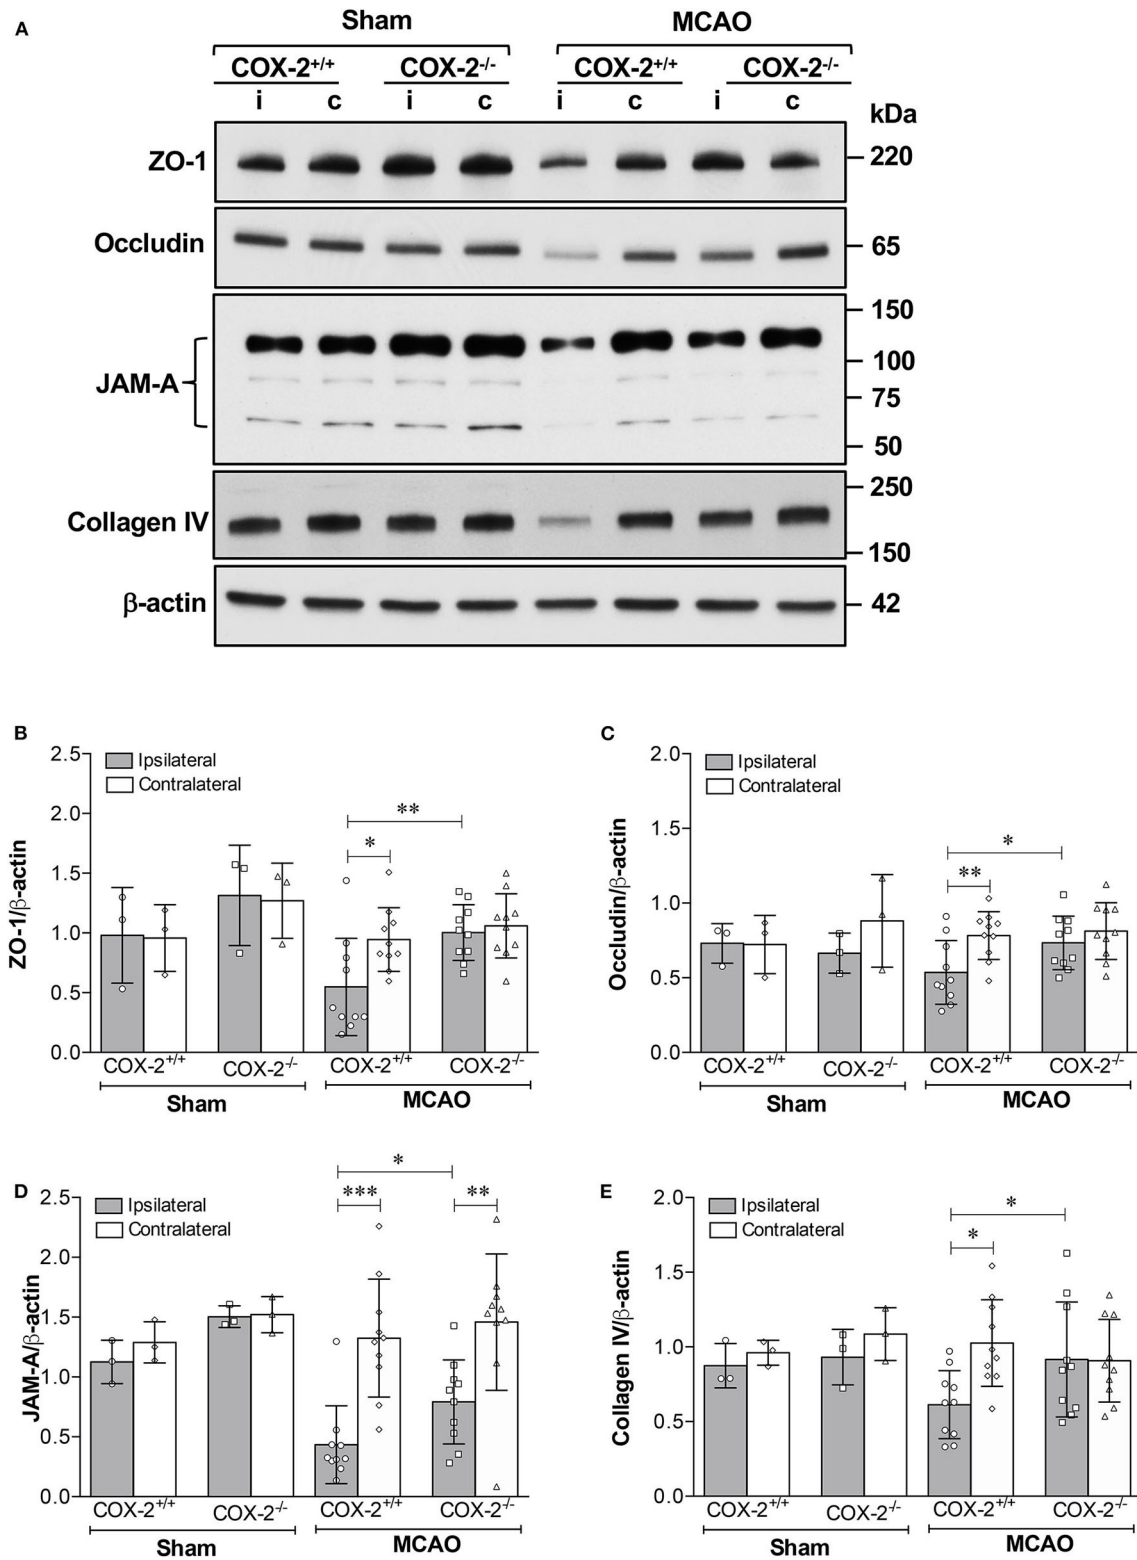 A
Sham MCAO
COX-2+/+ COX-2-/- COX-2+/+ COX-2-/-
i c i c i c i c kDa
ZO-1 220
Occludin 65
JAM-A 150
100
75
50
Collagen IV 250
150
β-actin 42
B
ZO-1/β-actin
2.5
2.0
1.5
1.0
0.5
0.0
Ipsilateral
Contralateral
** 
*
COX-2+/+ COX-2-/- COX-2+/+ COX-2-/-
Sham MCAO
C
Occludin/β-actin
2.0
1.5
1.0
0.5
0.0
Ipsilateral
Contralateral
*
**
COX-2+/+ COX-2-/- COX-2+/+ COX-2-/-
Sham MCAO
D
JAM-A/β-actin
2.5
2.0
1.5
1.0
0.5
0.0
Ipsilateral
Contralateral
*
*** **
COX-2+/+ COX-2-/- COX-2+/+ COX-2-/-
Sham MCAO
E
Collagen IV/β-actin
2.0
1.5
1.0
0.5
0.0
Ipsilateral
Contralateral
*
*
COX-2+/+ COX-2-/- COX-2+/+ COX-2-/-
Sham MCAO